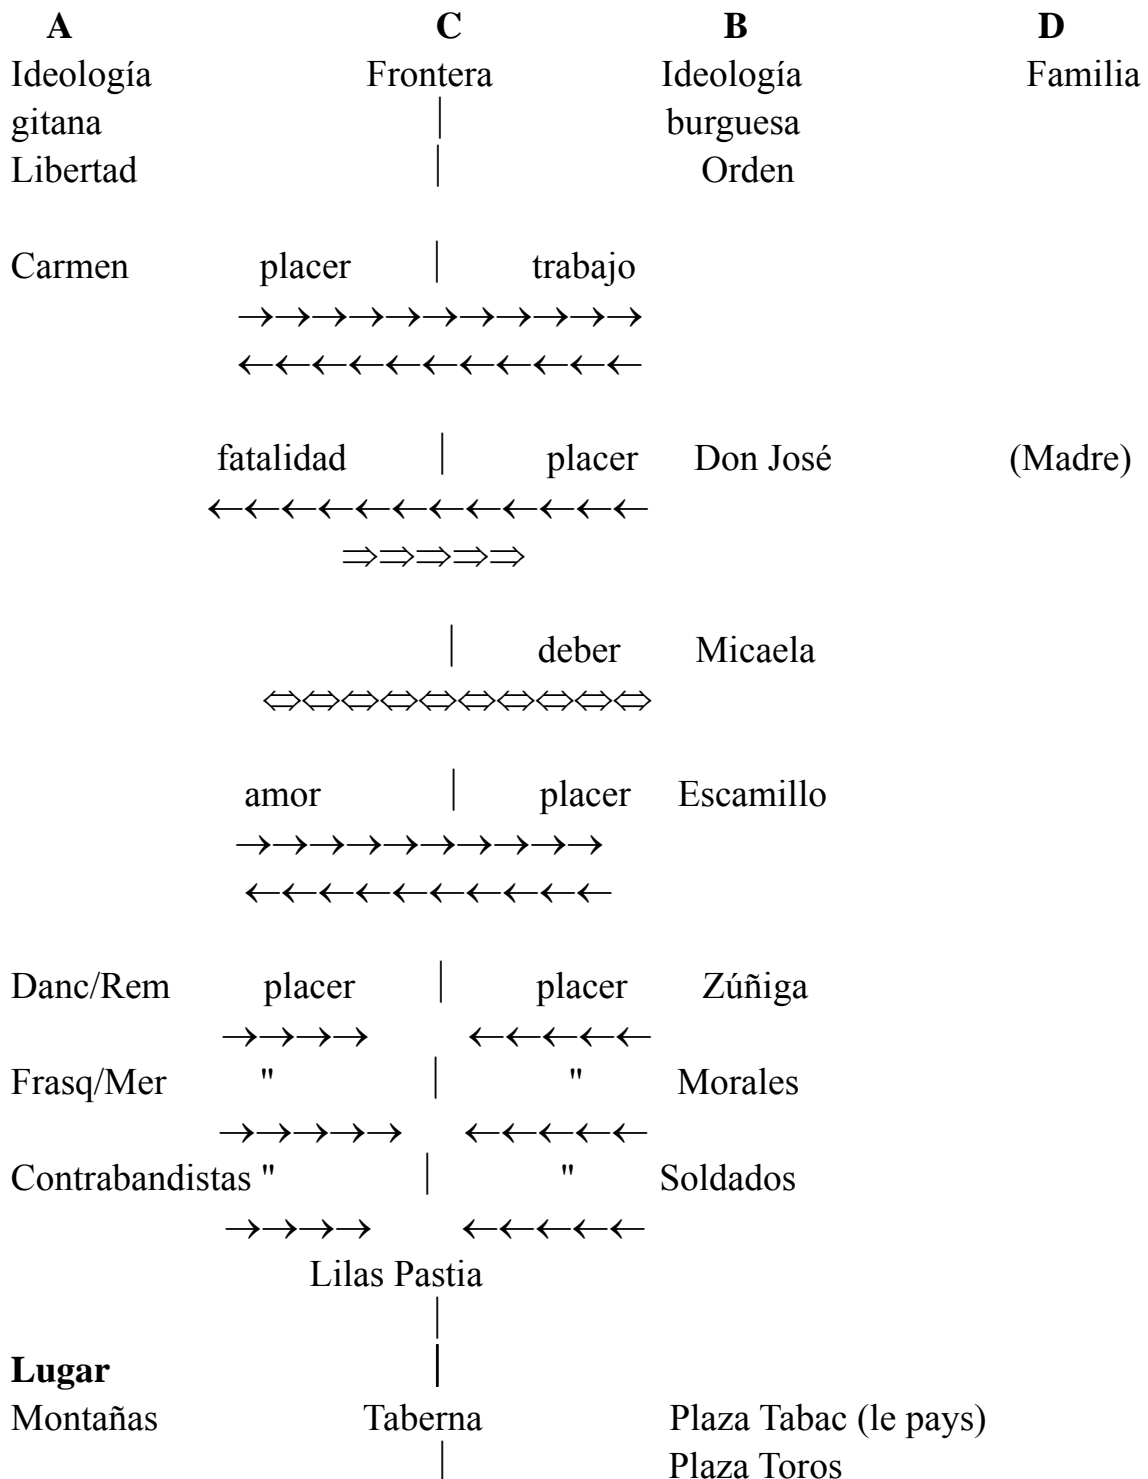 A C B D
Ideología Frontera Ideología Familia
gitana | burguesa
Libertad | Orden
Carmen placer | trabajo
→→→→→→→→→→→
←←←←←←←←←←←
fatalidad | placer Don José (Madre)
←←←←←←←←←←←←
⇒⇒⇒⇒⇒
| deber Micaela
⇔⇔⇔⇔⇔⇔⇔⇔⇔⇔
amor | placer Escamillo
→→→→→→→→→→
←←←←←←←←←←
Danc/Rem placer | placer Zúñiga
→→→→ ←←←←←
Frasq/Mer " | " Morales
→→→→→ ←←←←←
Contrabandistas " | " Soldados
→→→→ ←←←←←
Lilas Pastia
|
Lugar |
Montañas Taberna Plaza Tabac (le pays)
| Plaza Toros